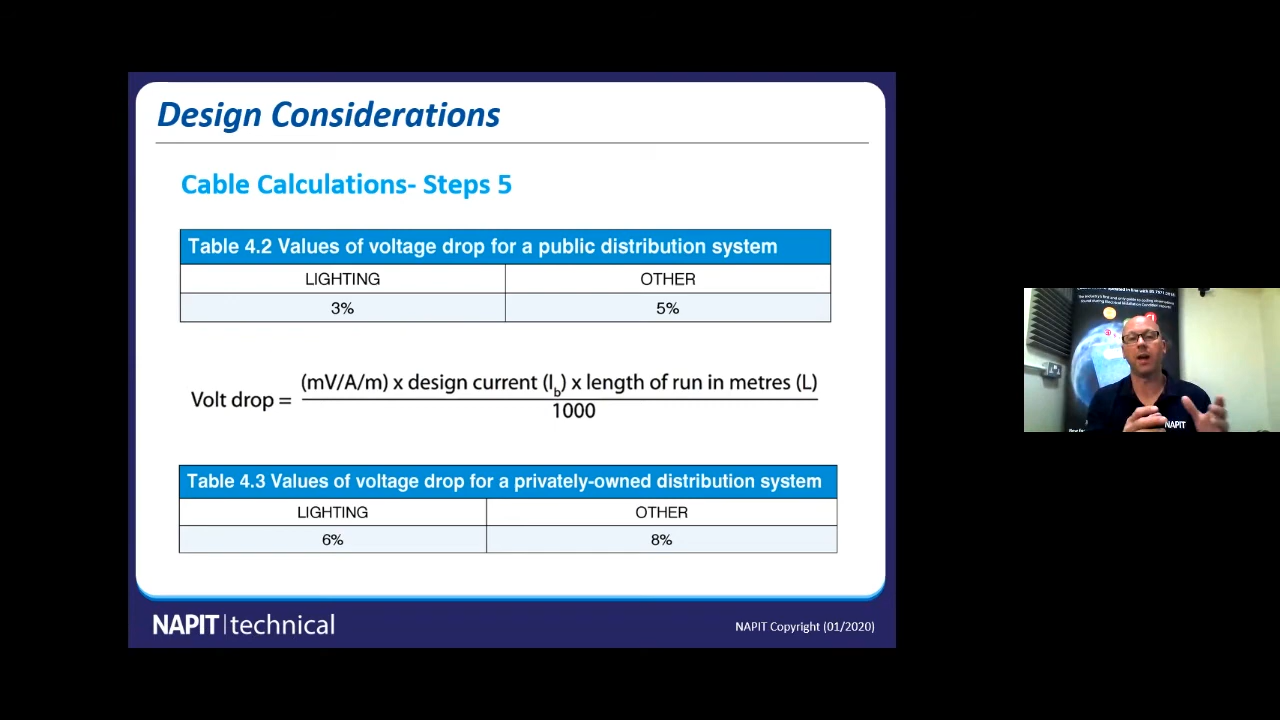 Design Considerations
Cable Calculations- Steps 5
Table 4.2 Values of voltage drop for a public distribution system
LIGHTING OTHER
3% 5%
Volt drop = (mV/A/m) x design current (Ib) x length of run in metres (L)
1000
Table 4.3 Values of voltage drop for a privately-owned distribution system
LIGHTING OTHER
6% 8%
NAPIT|technical
NAPIT Copyright (01/2020)
NAPIT